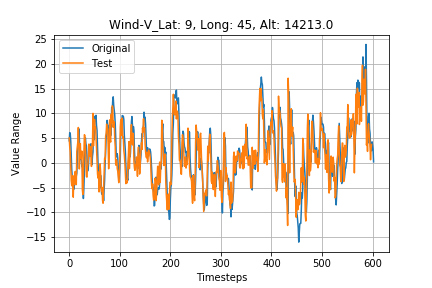 Wind-V_Lat: 9, Long: 45, Alt: 14213.0
Original
Test
Value Range
25
20
15
10
5
0
−5
−10
−15
0 100 200 300 400 500 600
Timesteps